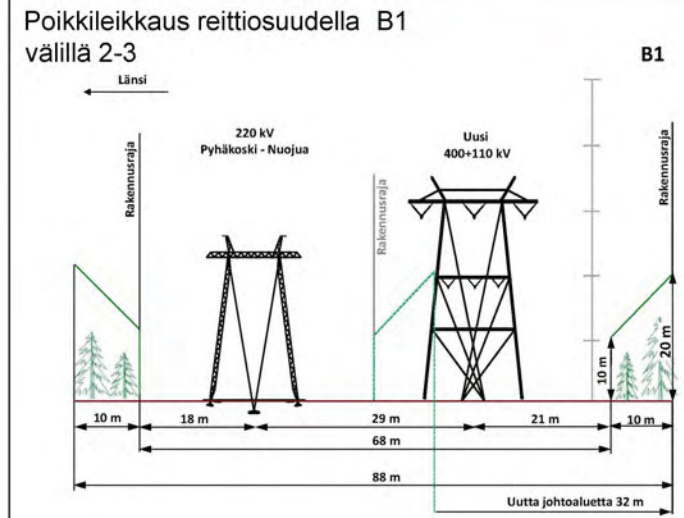 Poikkileikkaus reittiosuudella B1
välillä 2-3
B1
Länsi
Rakennusraja
220 kV
Pyhäkoski - Nuojua
Rakennusraja
Uusi
400+110 kV
Rakennusraja
10 m
20 m
10 m
18 m
29 m
21 m
10 m
68 m
88 m
Uutta johtoaluetta 32 m